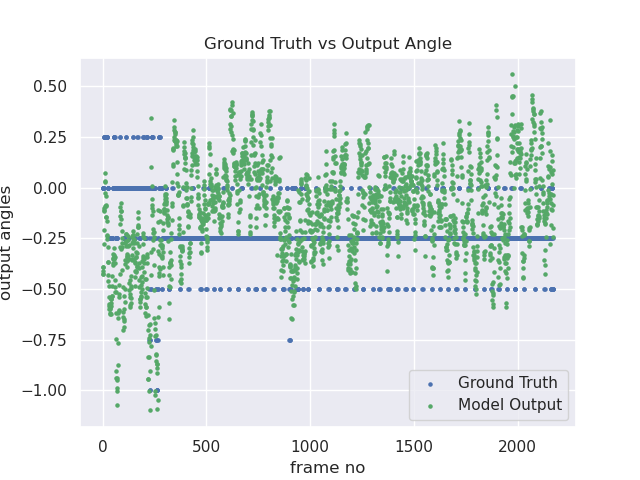 Ground Truth vs Output Angle
output angles
0.50
0.25
0.00
−0.25
−0.50
−0.75
−1.00
Ground Truth
Model Output
0
500
1000
1500
2000
frame no